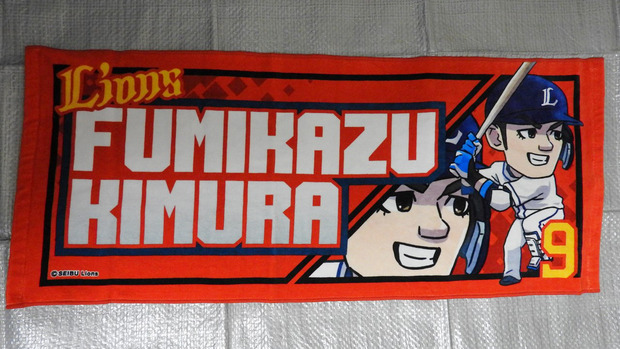 Lions
FUMIKAZU
KIMURA
L
9
©SEIBU Lions